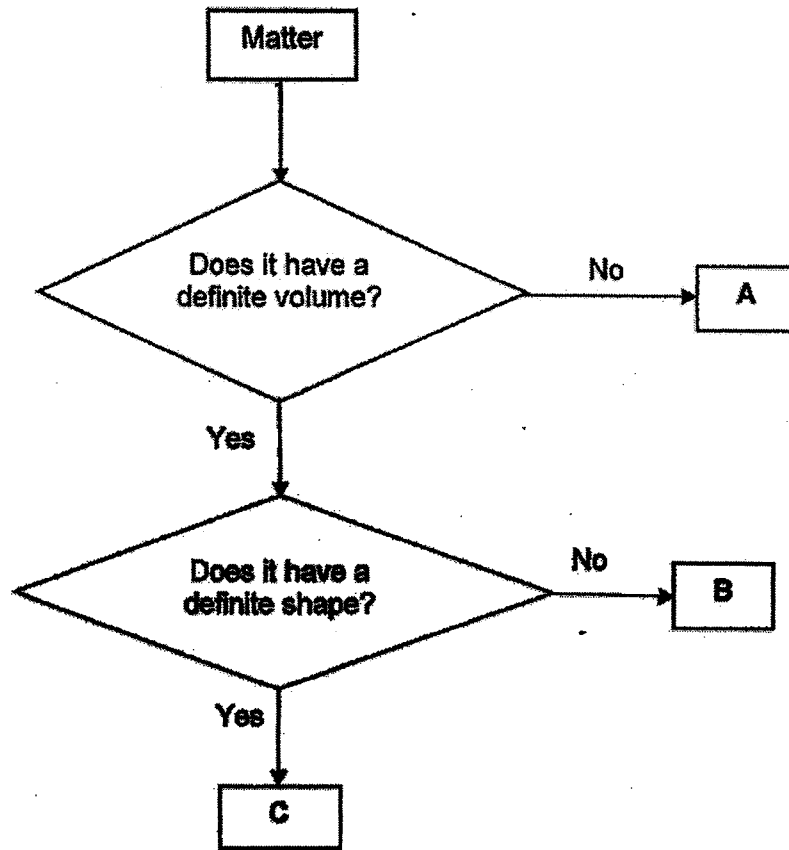 Matter
Does it have a
definite volume?
No
A
Yes
Does it have a
definite shape?
No
B
Yes
C